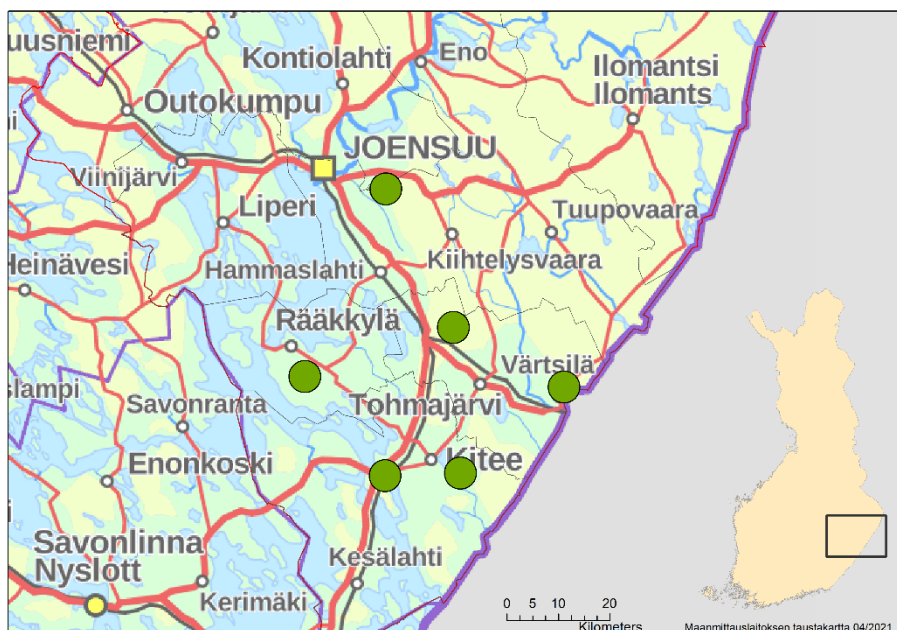 uusniemi
Kontiolahti
Eno
Ilomantsi
Ilomants
Outokumpu
JOENSUU
Viinijärvi
Liperi
Tuupovaara
Kiihtelysvaara
Heinävesi
Hammaslahti
Rääkkylä
Värtsilä
slampi
Savonranta
Tohmajärvi
Enonkoski
Kitee
Savonlinna
Nyslott
Kesälahti
Kerimäki
0 5 10 20
Kilometers
Maanmittauslaitoksen taustakartta 04/2021